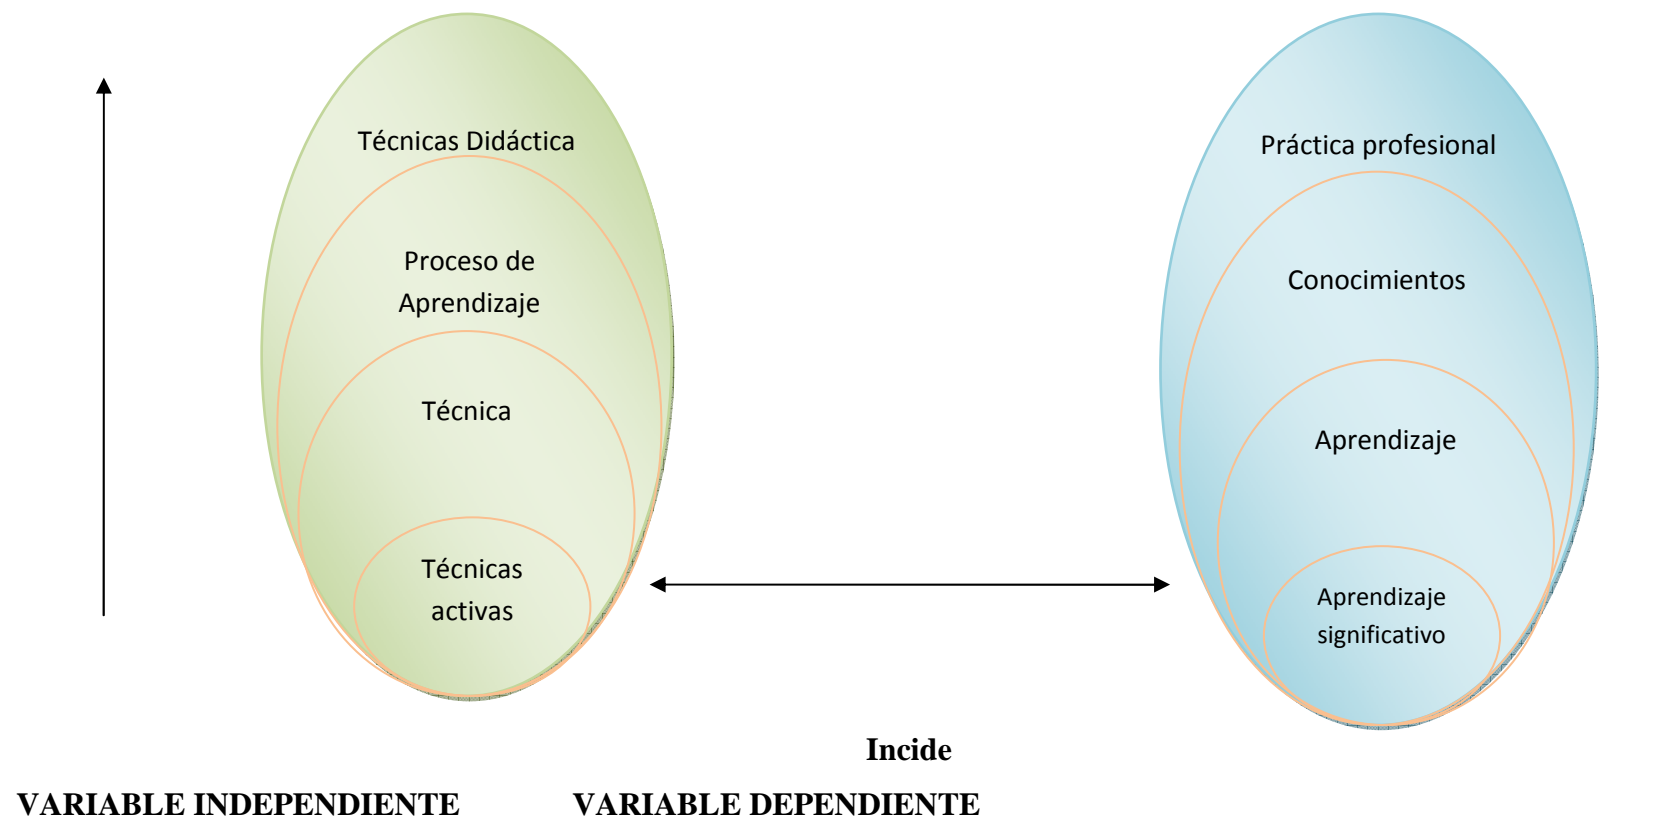 Técnicas Didáctica
Proceso de
Aprendizaje
Técnica
Técnicas
activas
Práctica profesional
Conocimientos
Aprendizaje
Aprendizaje
significativo
Incide
VARIABLE INDEPENDIENTE
VARIABLE DEPENDIENTE